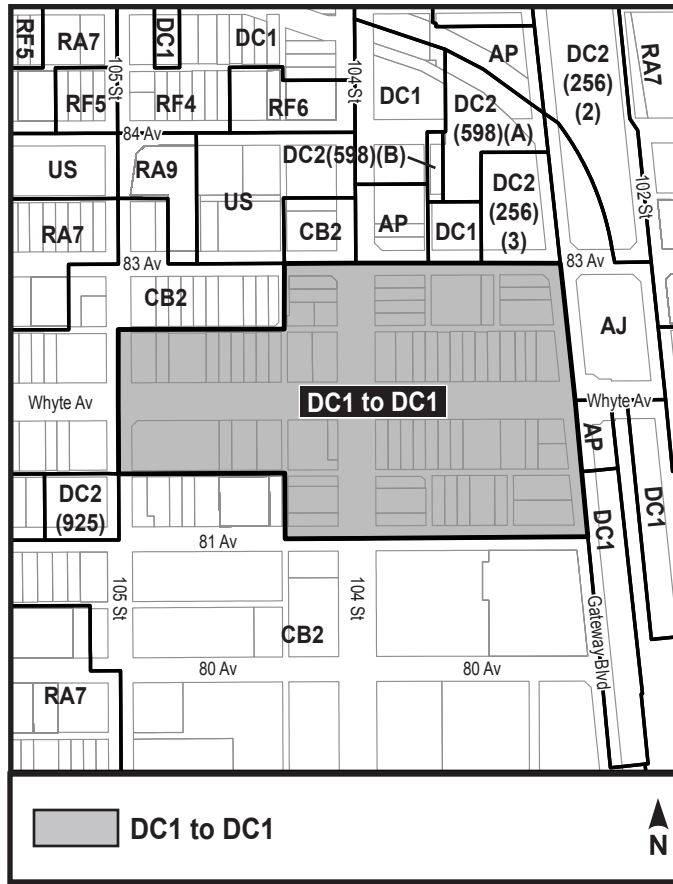 RF5
RA7
105 St
DC1
DC1
104 St
DC1
AP
DC2
(256)
(2)
RA7
RF5
RF4
RF6
DC2
(598)(A)
84 Av
DC2(598)(B)
US
RA9
US
DC2
(256)
(3)
102 St
RA7
CB2
AP
DC1
83 Av
83 Av
CB2
AJ
Whyte Av
DC1 to DC1
Whyte Av
AP
DC2
(925)
DC1
DC1
81 Av
105 St
104 St
CB2
Gateway Blvd
80 Av
80 Av
RA7
DC1 to DC1
N